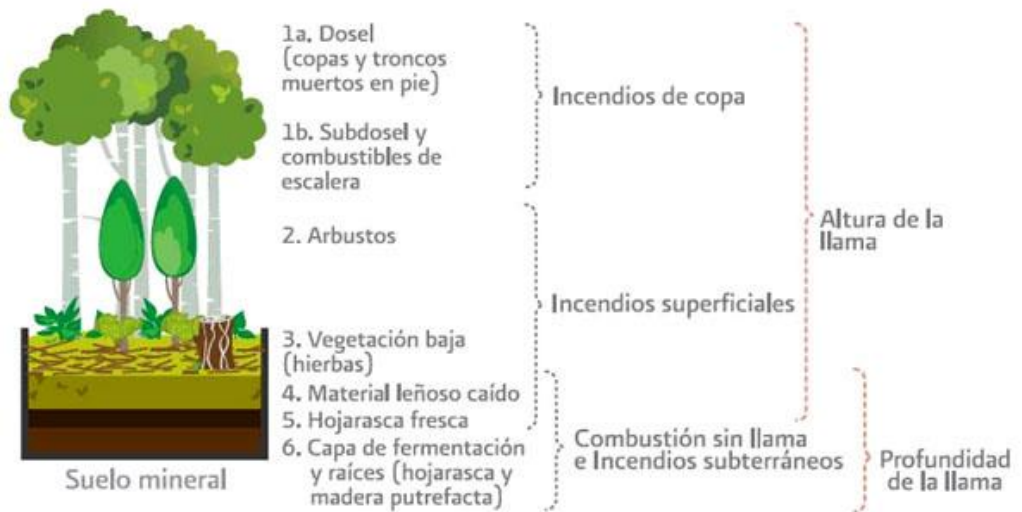 1a. Dosel
(copas y troncos
muertos en pie)
1b. Subdosel y
combustibles de
escalera
2. Arbustos
3. Vegetación baja
(hierbas)
4. Material leñoso caído
5. Hojarasca fresca
6. Capa de fermentación
y raíces (hojarasca y
madera putrefacta)
Suelo mineral
Incendios de copa
Incendios superficiales
Combustión sin llama
e Incendios subterráneos
Altura de la
llama
Profundidad
de la llama